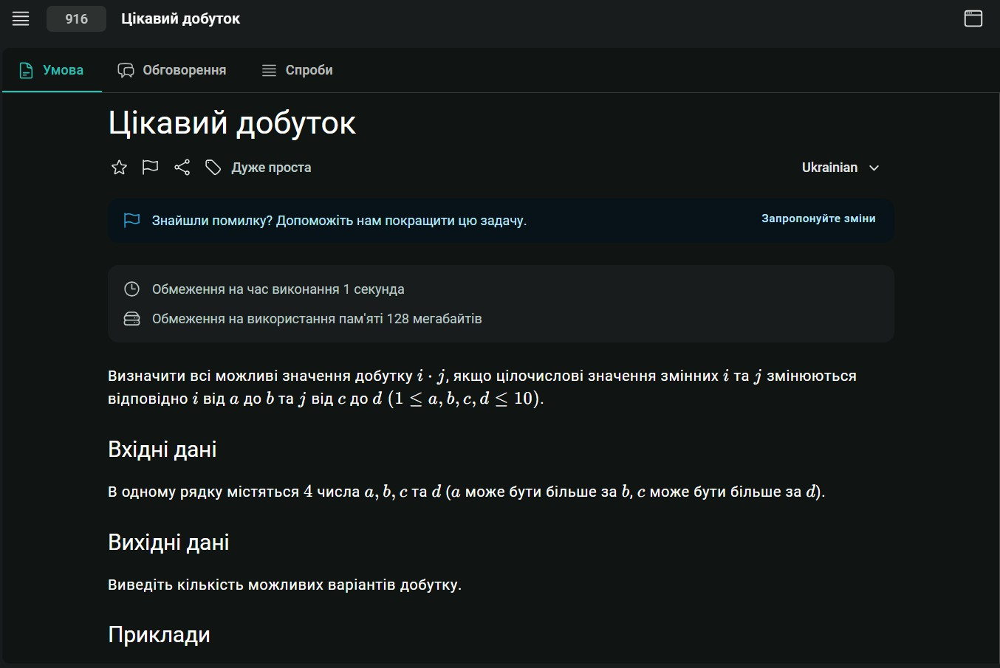 916 Цікавий добуток
Умова Обговорення Спроби
Цікавий добуток
Дуже проста Ukrainian
Знайшли помилку? Допоможіть нам покращити цю задачу. Запропонуйте зміни
Обмеження на час виконання 1 секунда
Обмеження на використання пам'яті 128 мегабайтів
Визначити всі можливі значення добутку i · j, якщо цілочислові значення змінних i та j змінюються
відповідно i від a до b та j від c до d (1 ≤ a, b, c, d ≤ 10).
Вхідні дані
В одному рядку містяться 4 числа a, b, c та d (a може бути більше за b, c може бути більше за d).
Вихідні дані
Виведіть кількість можливих варіантів добутку.
Приклади